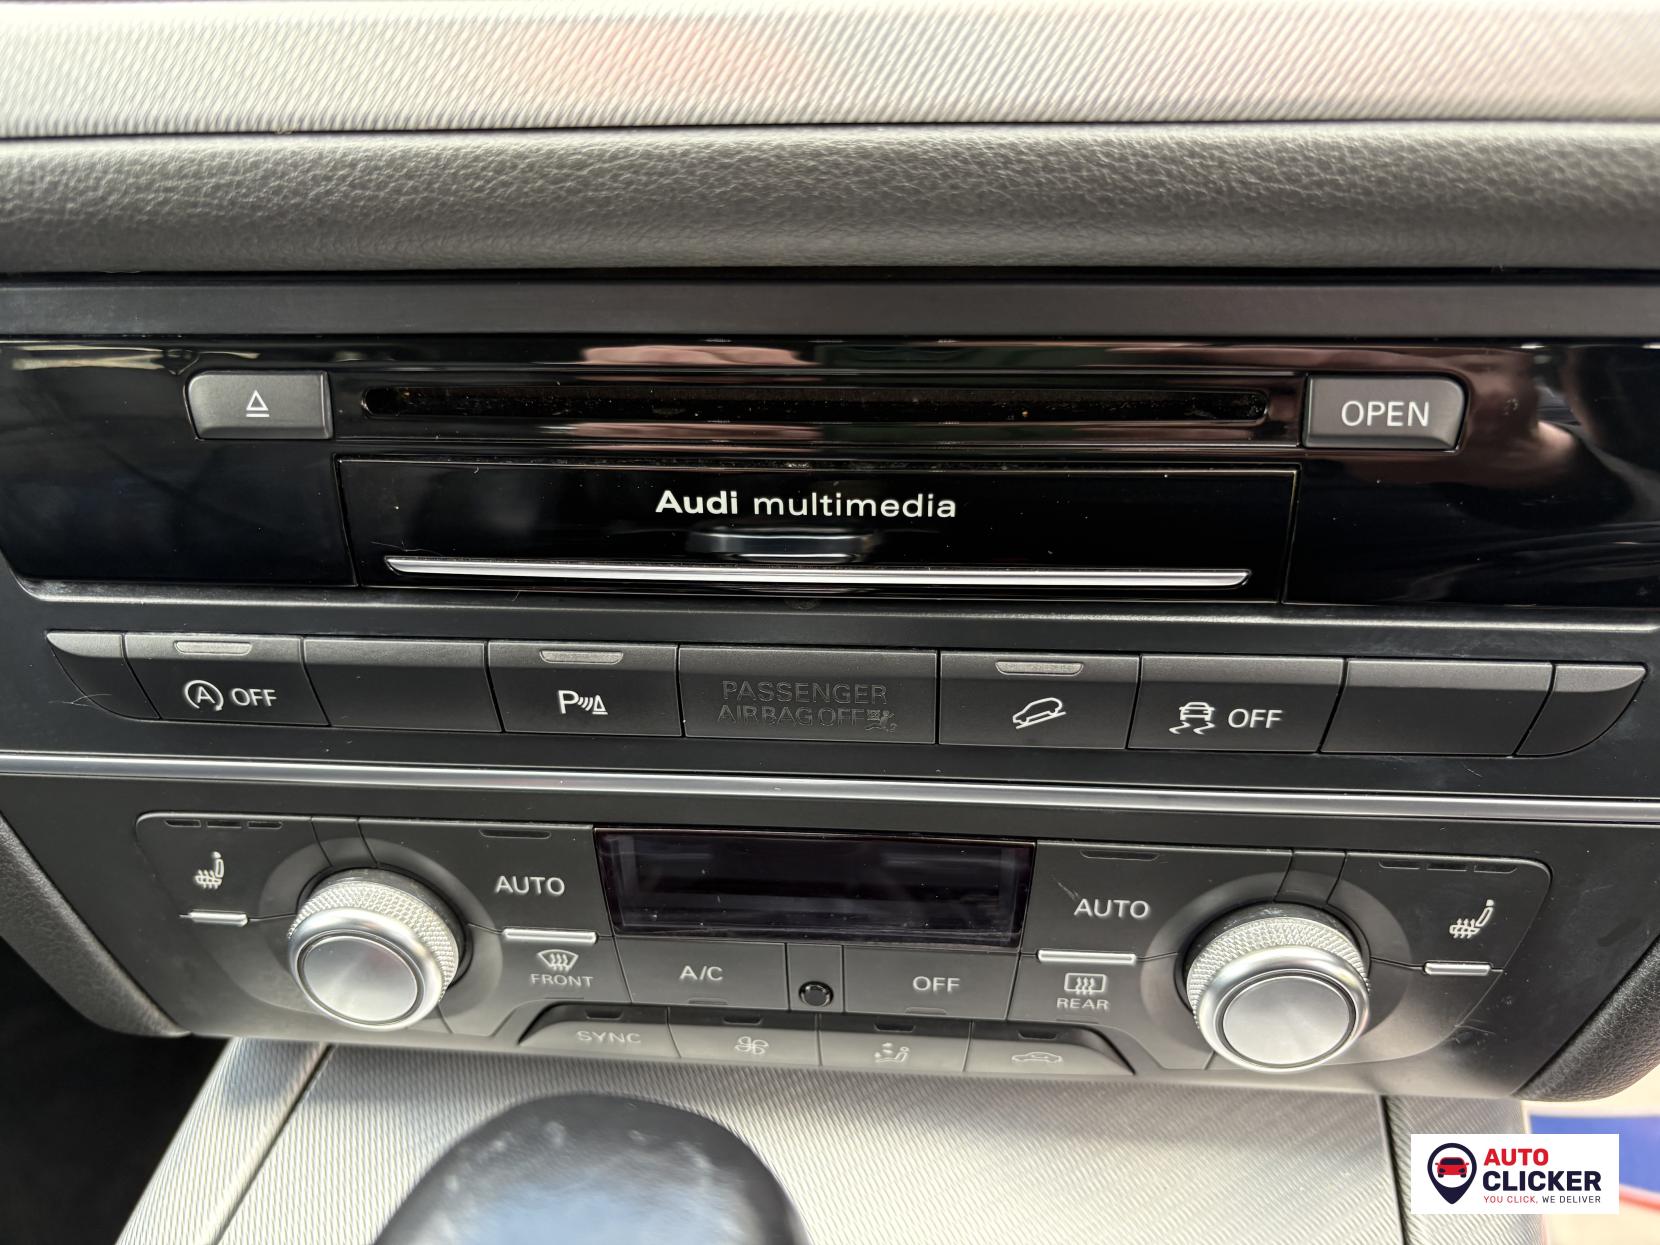 OPEN
Audi multimedia
A OFF
P
PASSENGER
AIRBAG OFF
OFF
AUTO
AUTO
FRONT
A/C
OFF
REAR
SYNC
AUTO
CLICKER
YOU CLICK, WE DELIVER